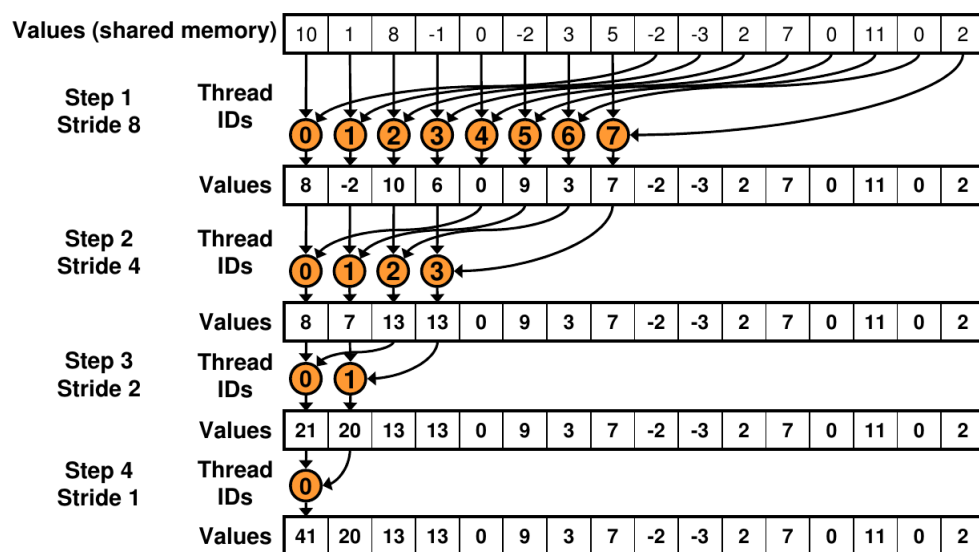 Values (shared memory) 10 1 8 -1 0 -2 3 5 -2 -3 2 7 0 11 0 2
Step 1 Thread
Stride 8 IDs
0 1 2 3 4 5 6 7
Values 8 -2 10 6 0 9 3 7 -2 -3 2 7 0 11 0 2
Step 2 Thread
Stride 4 IDs
0 1 2 3
Values 8 7 13 13 0 9 3 7 -2 -3 2 7 0 11 0 2
Step 3 Thread
Stride 2 IDs
0 1
Values 21 20 13 13 0 9 3 7 -2 -3 2 7 0 11 0 2
Step 4 Thread
Stride 1 IDs
0
Values 41 20 13 13 0 9 3 7 -2 -3 2 7 0 11 0 2